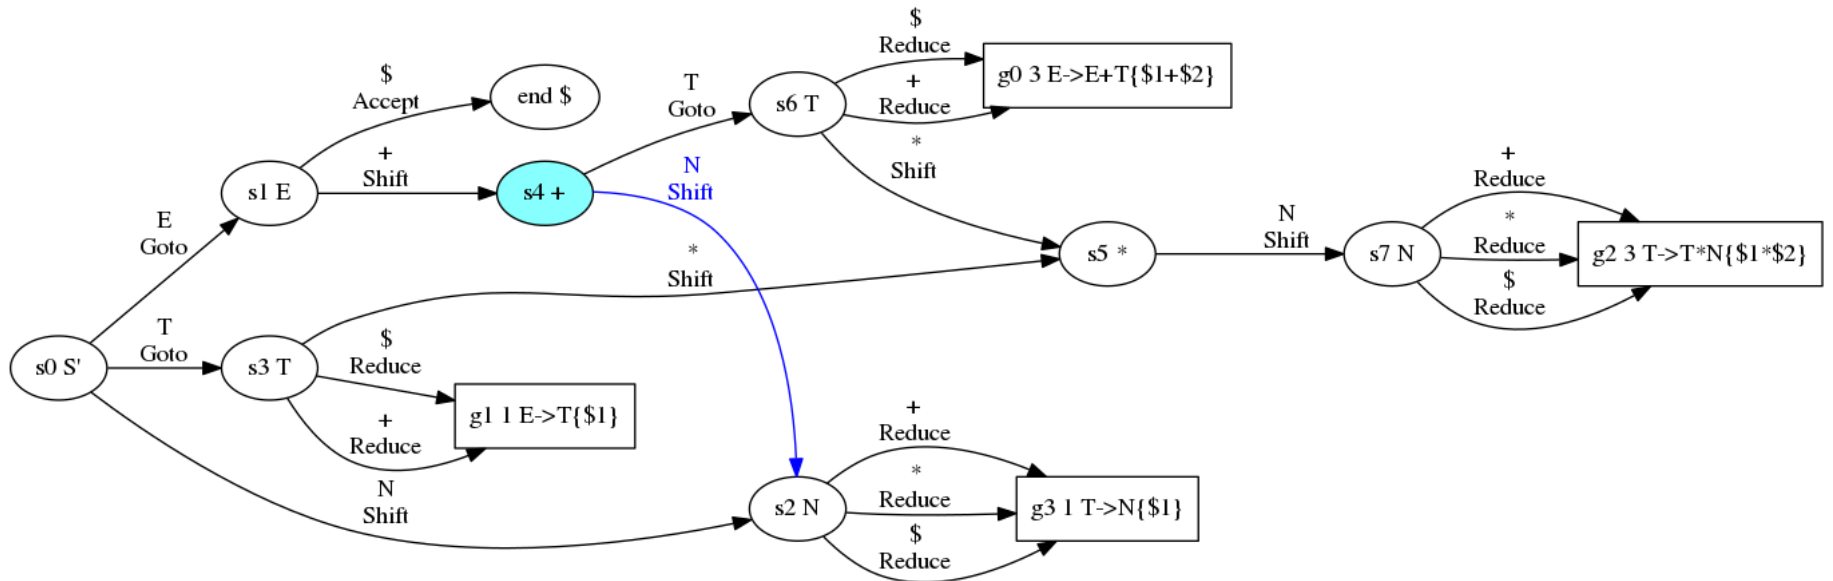 $
Reduce
g0 3 E->E+T{$1+$2}
$
Accept
end $
T
Goto
s6 T
+
Reduce
*
Shift
+
Shift
s1 E
s4 +
N
Shift
E
Goto
*
Shift
s5 *
N
Shift
s7 N
+
Reduce
*
Reduce
g2 3 T->T*N{$1*$2}
$
Reduce
s0 S'
T
Goto
s3 T
$
Reduce
g1 1 E->T{$1}
+
Reduce
N
Shift
s2 N
+
Reduce
*
Reduce
g3 1 T->N{$1}
$
Reduce